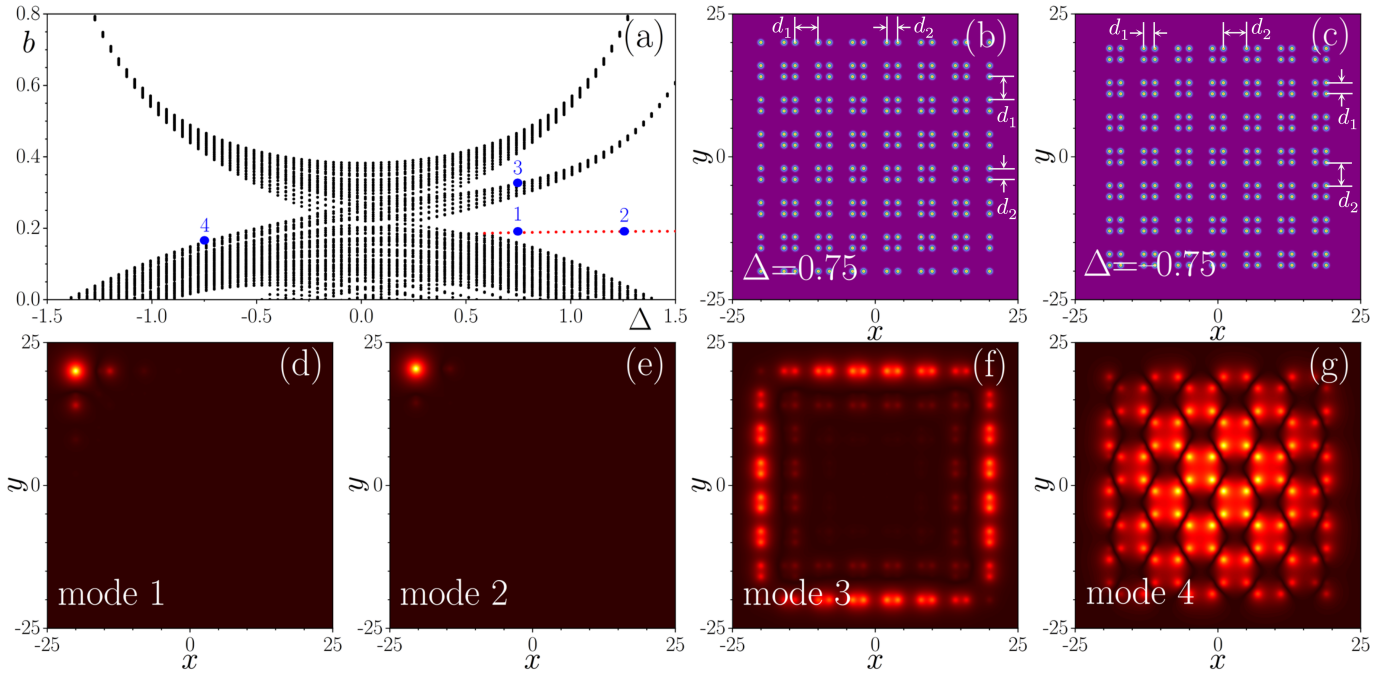 b
0.8
0.6
0.4
0.2
0.0
-1.5
-1.0
-0.5
0.0
0.5
1.0
1.5
Δ
(a)
1
2
3
4
25
0
-25
y
-25
0
25
x
(b)
d₁
d₂
d₁
d₂
Δ=0.75
25
0
-25
y
-25
0
25
x
(c)
d₁
d₂
d₁
d₂
Δ=-0.75
25
0
-25
y
-25
0
25
x
(d)
mode 1
25
0
-25
y
-25
0
25
x
(e)
mode 2
25
0
-25
y
-25
0
25
x
(f)
mode 3
25
0
-25
y
-25
0
25
x
(g)
mode 4